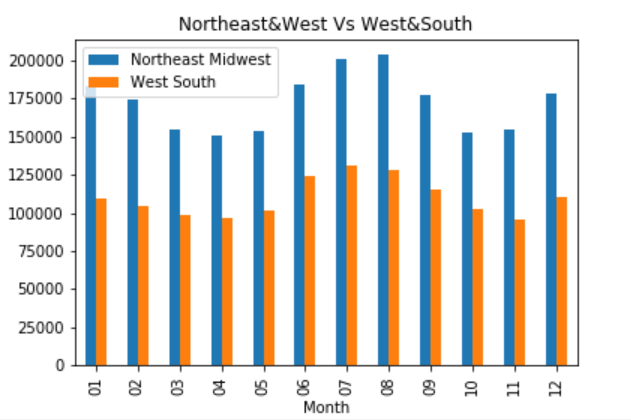 Northeast&West Vs West&South
Northeast Midwest
West South
200000
175000
150000
125000
100000
75000
50000
25000
0
01 02 03 04 05 06 07 08 09 10 11 12
Month